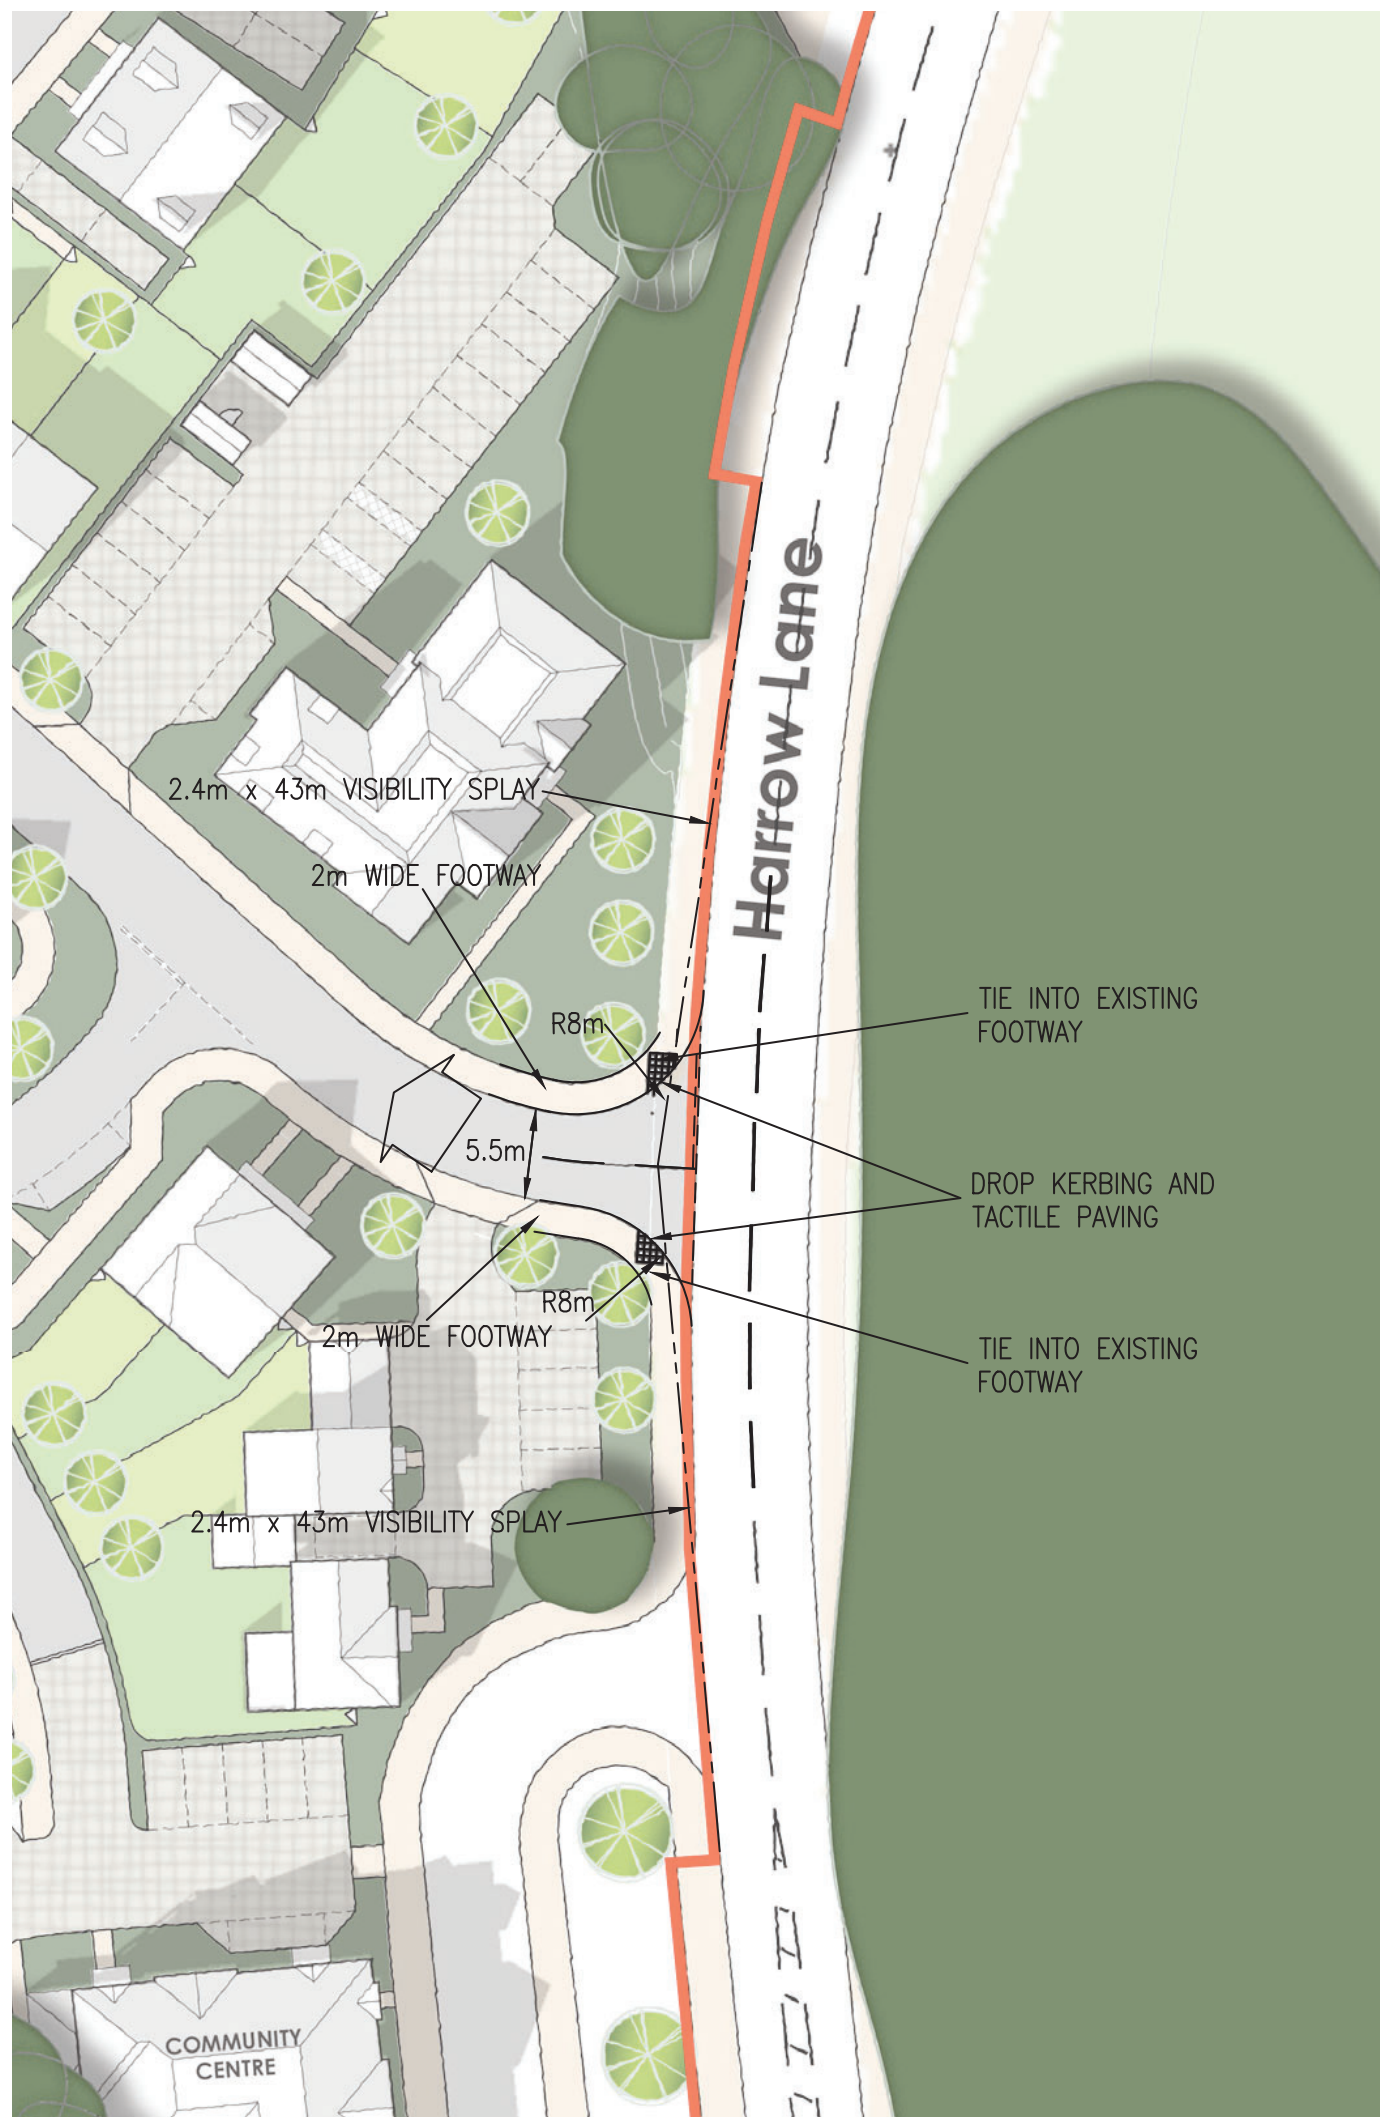 Harrow Lane
2.4m x 43m VISIBILITY SPLAY
2m WIDE FOOTWAY
TIE INTO EXISTING
FOOTWAY
R8m
5.5m
DROP KERBING AND
TACTILE PAVING
R8m
2m WIDE FOOTWAY
TIE INTO EXISTING
FOOTWAY
2.4m x 43m VISIBILITY SPLAY
COMMUNITY
CENTRE